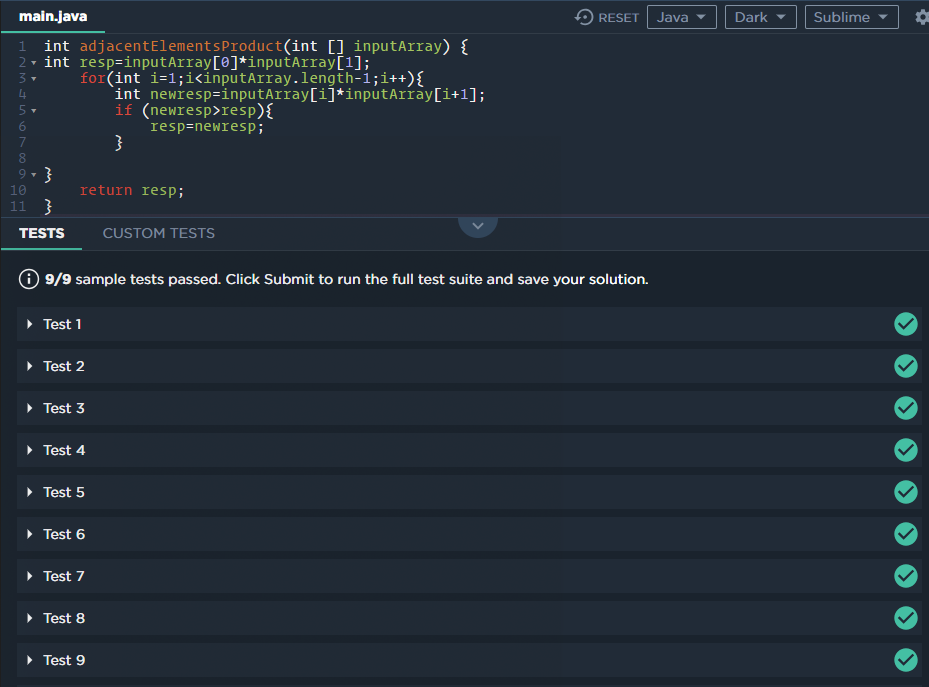 main.java RESET Java Dark Sublime
1 int adjacentElementsProduct(int [] inputArray) {
2 int resp=inputArray[0]*inputArray[1];
3     for(int i=1;i<inputArray.length-1;i++){
4         int newresp=inputArray[i]*inputArray[i+1];
5         if (newresp>resp){
6             resp=newresp;
7         }
8
9 }
10     return resp;
11 }
TESTS CUSTOM TESTS
9/9 sample tests passed. Click Submit to run the full test suite and save your solution.
Test 1
Test 2
Test 3
Test 4
Test 5
Test 6
Test 7
Test 8
Test 9